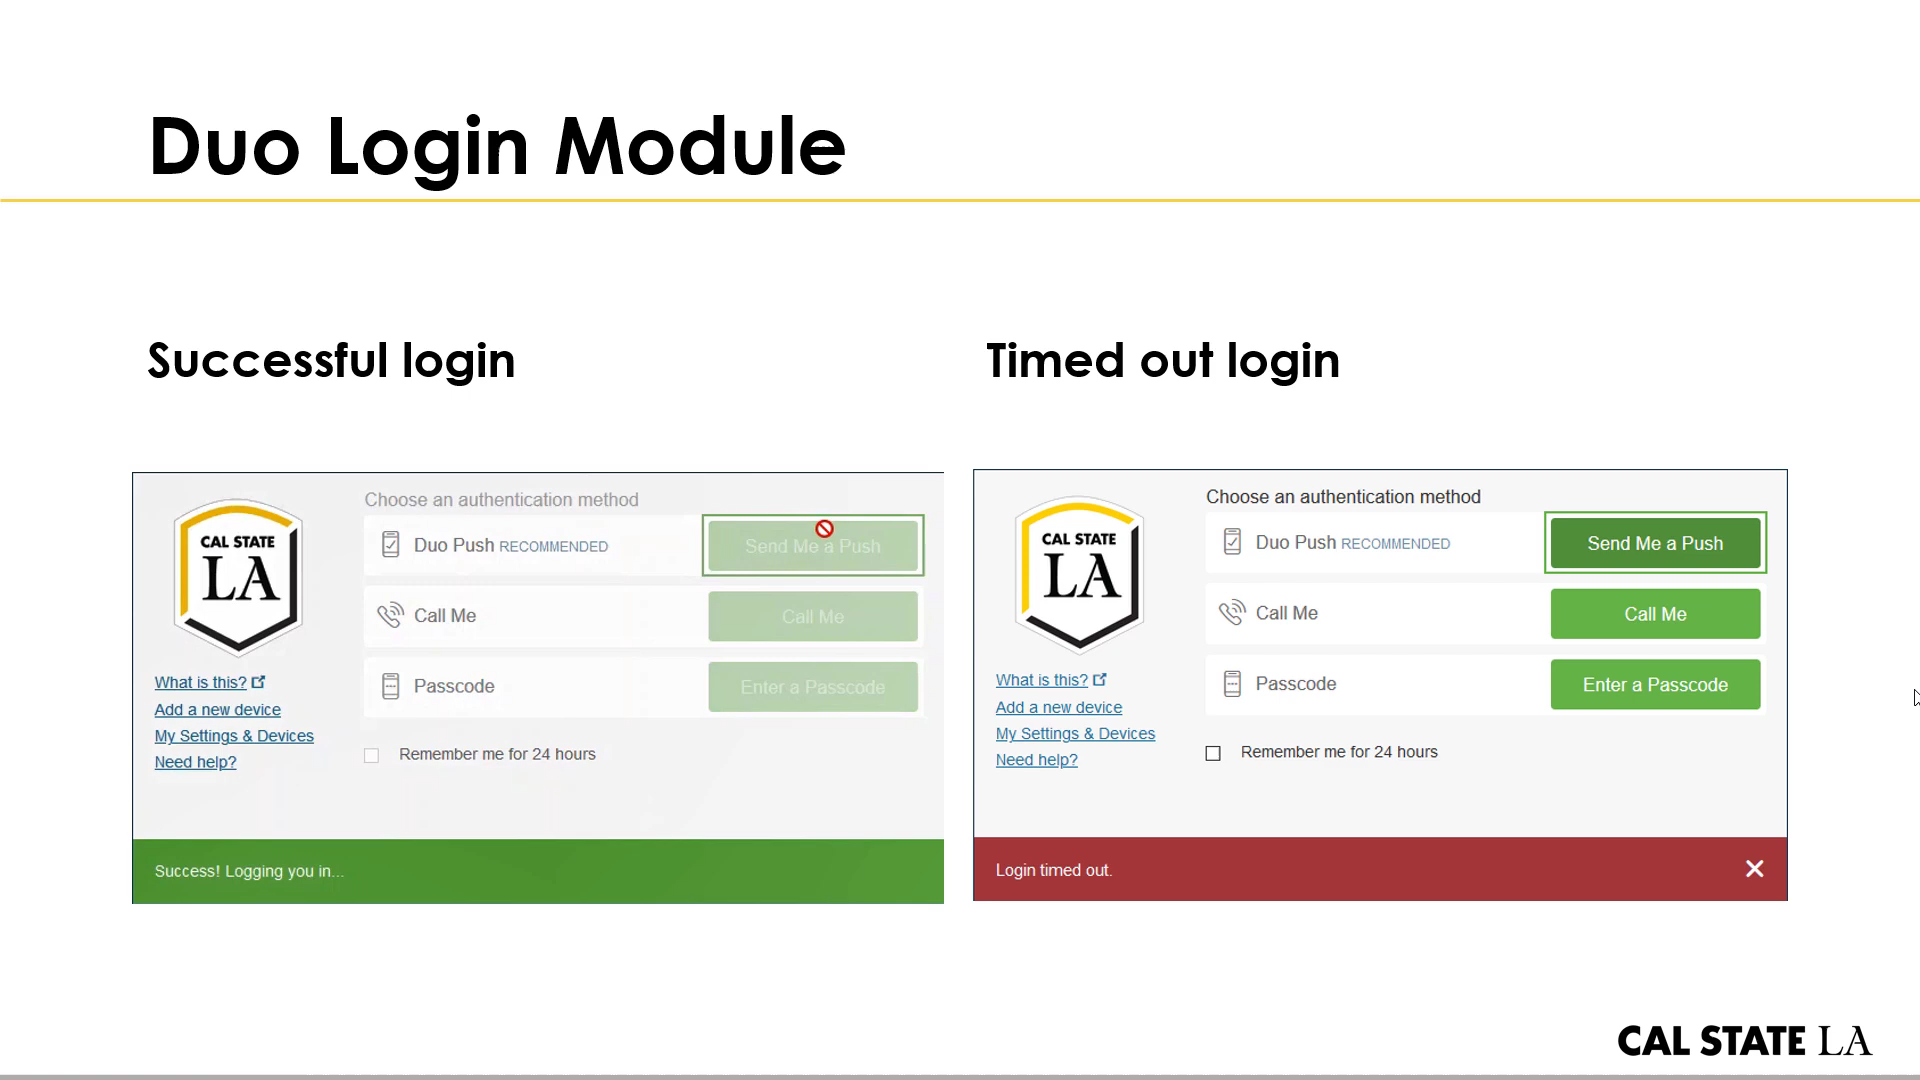 Duo Login Module
Successful login
CAL STATE
LA
Choose an authentication method
Duo Push RECOMMENDED
Send Me a Push
Call Me
Call Me
Passcode
Enter a Passcode
What is this?
Add a new device
My Settings & Devices
Need help?
Remember me for 24 hours
Success! Logging you in...
Timed out login
CAL STATE
LA
Choose an authentication method
Duo Push RECOMMENDED
Send Me a Push
Call Me
Call Me
Passcode
Enter a Passcode
What is this?
Add a new device
My Settings & Devices
Need help?
Remember me for 24 hours
Login timed out.
CAL STATE LA